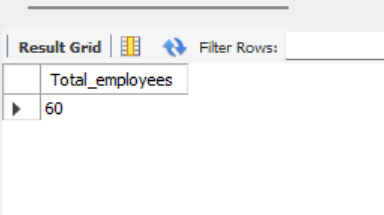 Result Grid Filter Rows:
Total_employees
60